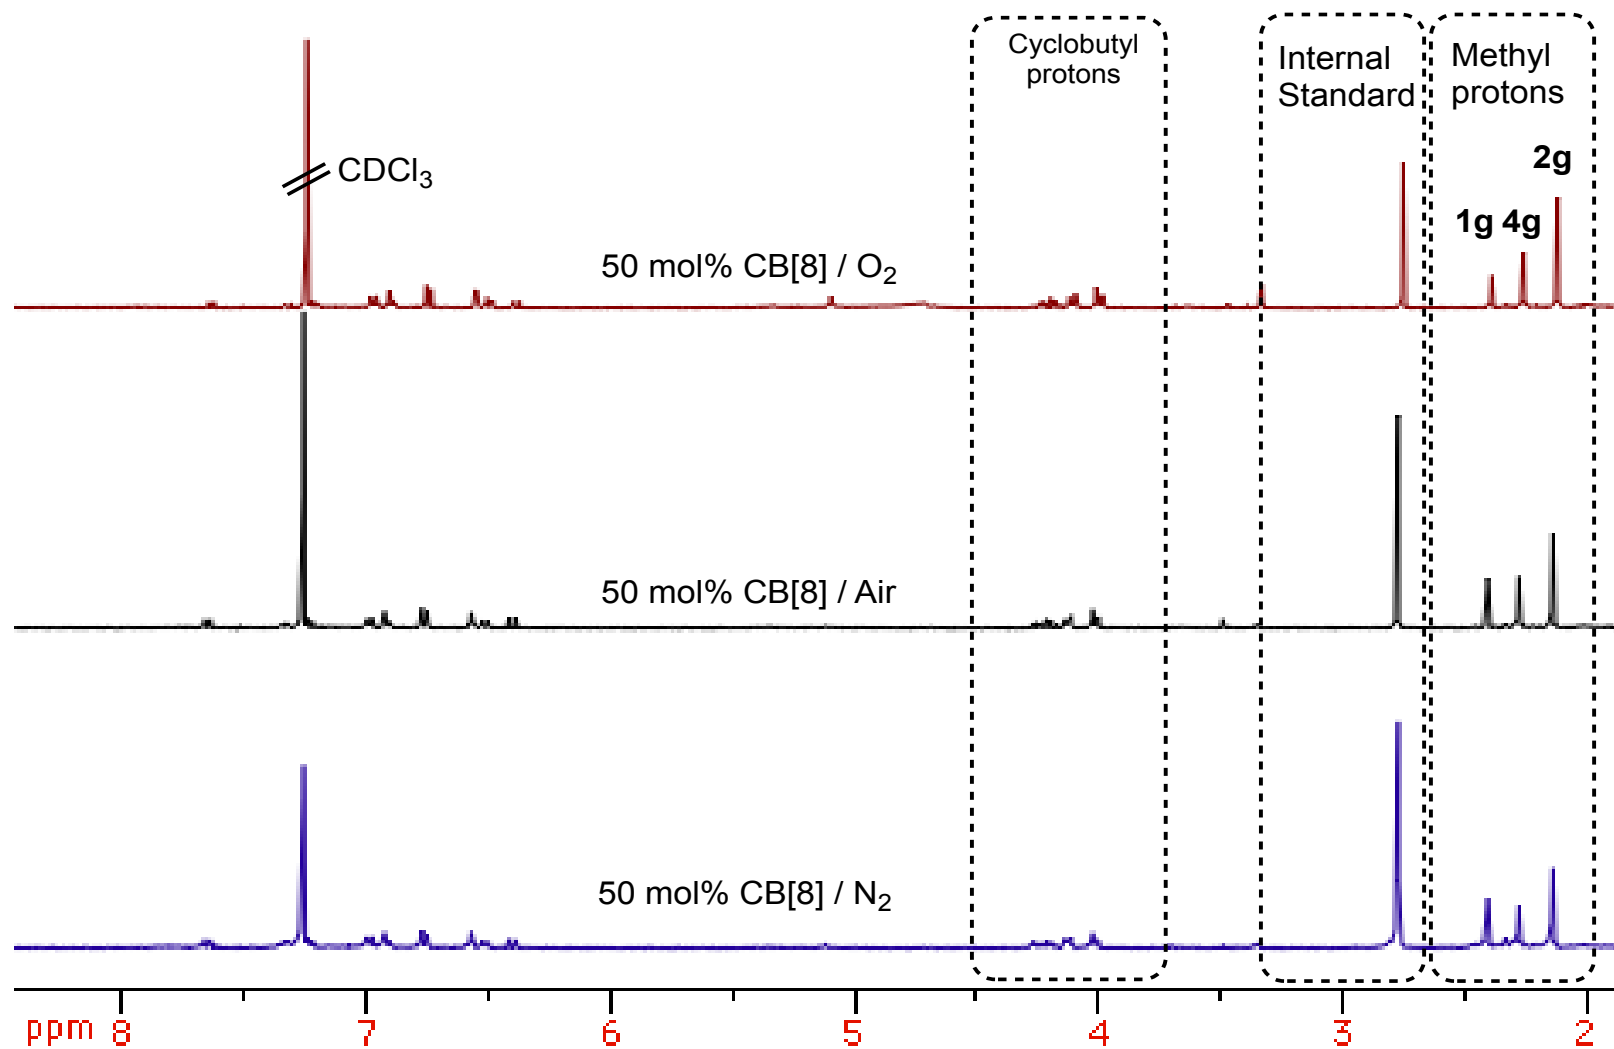 Cyclobutyl
protons
Internal
Standard
Methyl
protons
2g
1g 4g
CDCl₃
50 mol% CB[8] / O₂
50 mol% CB[8] / Air
50 mol% CB[8] / N₂
ppm 8 7 6 5 4 3 2